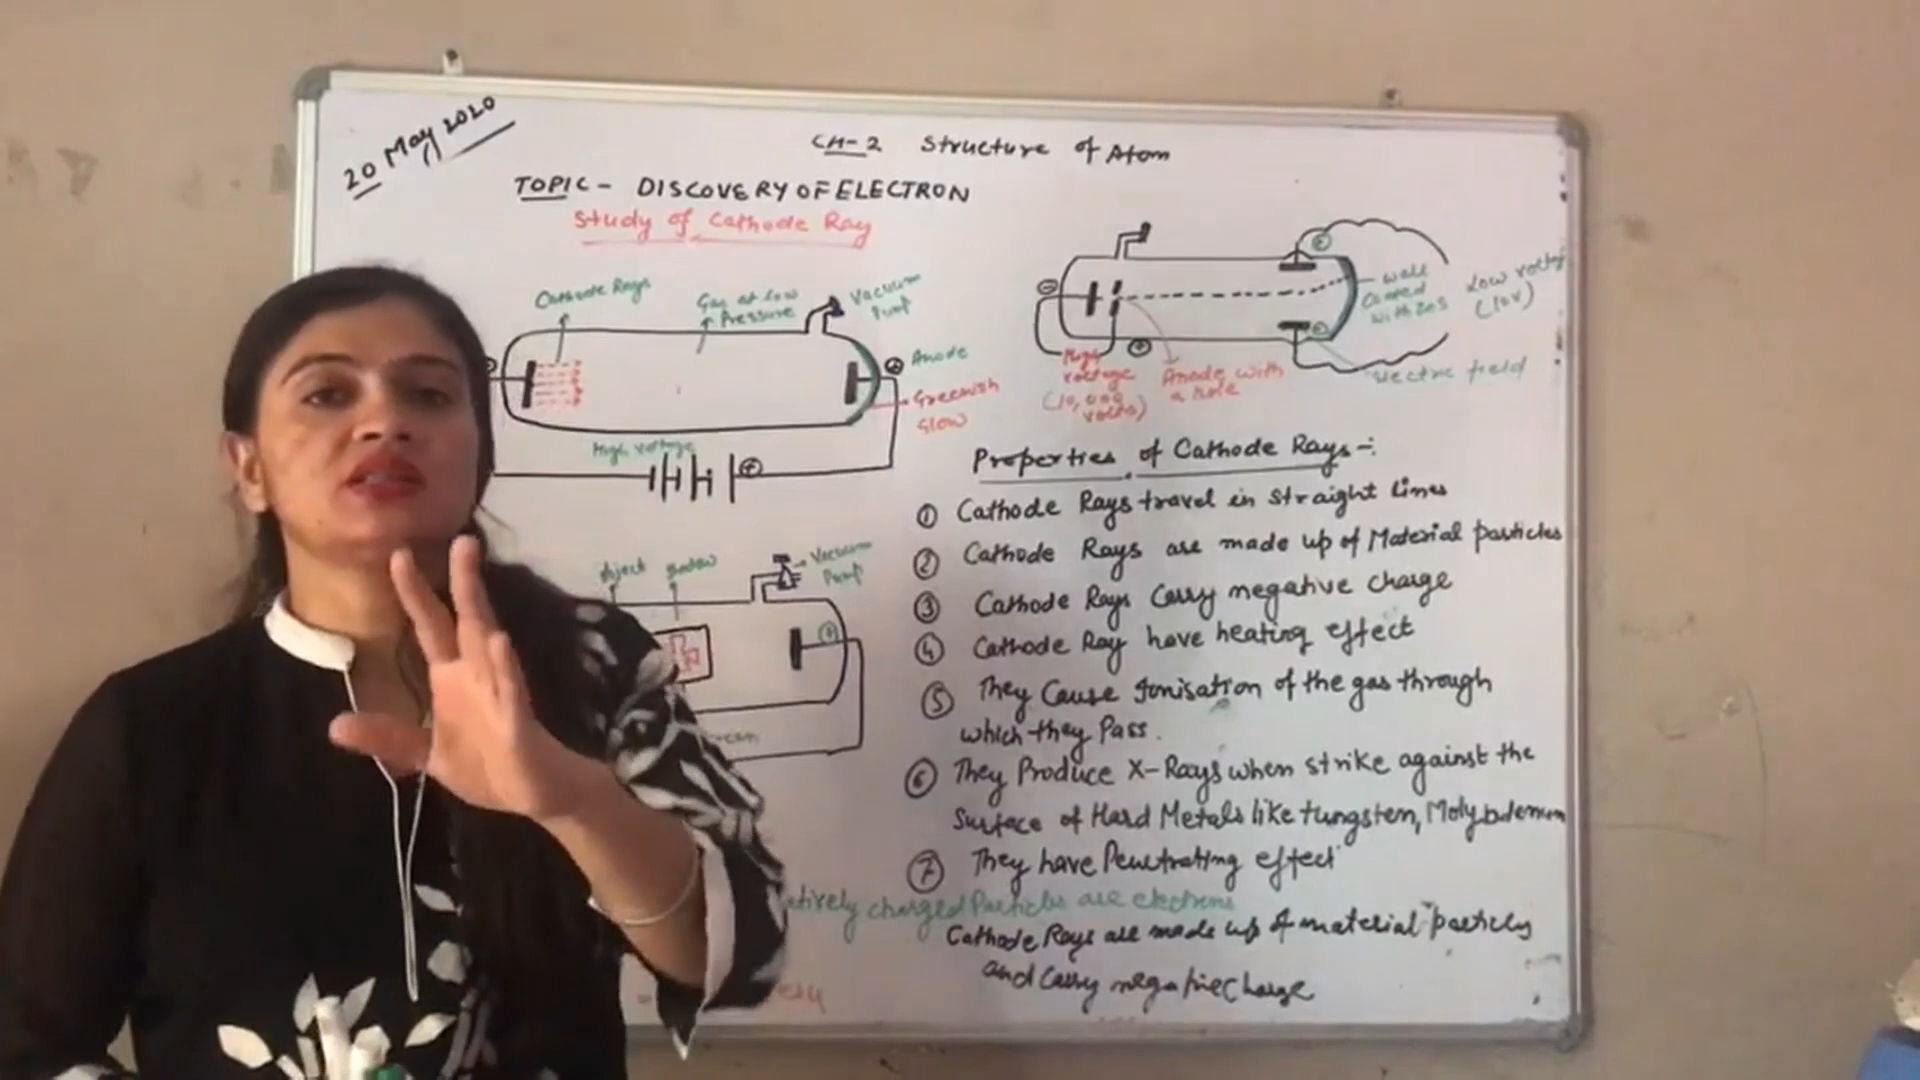 20 May 2020
CH-2 Structure of Atom
TOPIC - DISCOVERY OF ELECTRON
Study of Cathode Ray
Cathode Rays
Gas at low
Pressure
Vacuum
Pump
Anode
Greenish
Glow
High voltage
wall
coated
with ZnS
Low voltage
(10V)
High
voltage
(10,000
volts)
Anode with
a hole
electric field
object
Vacuum
Pump
Properties of Cathode Rays -:
① Cathode Rays travel in straight lines
② Cathode Rays are made up of Material particles
③ Cathode Rays Carry negative charge
④ Cathode Ray have heating effect
⑤ They Cause Ionisation of the gas through
which they Pass.
⑥ They Produce X-Rays when strike against the
Surface of Hard Metals like tungsten,
⑦ They have Penetrating effect
atively charged Particles are electrons
Cathode Rays are made up of material particles
and Carry negative Charge